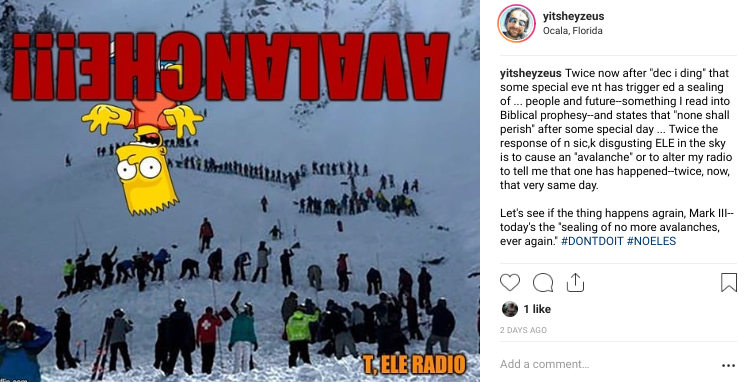 AVALANCHE!!!
T, ELE RADIO
yitsheyzeus
Ocala, Florida
yitsheyzeus Twice now after "dec i ding" that
some special eve nt has trigger ed a sealing
of ... people and future--something I read into
Biblical prophesy--and states that "none shall
perish" after some special day ... Twice the
response of n sic,k disgusting ELE in the sky
is to cause an "avalanche" or to alter my radio
to tell me that one has happened--twice, now,
that very same day.
Let's see if the thing happens agrain, Mark III--
today's the "sealing of no more avalanches,
ever again." #DONTDOIT #NOELES
1 like
2 DAYS AGO
Add a comment...